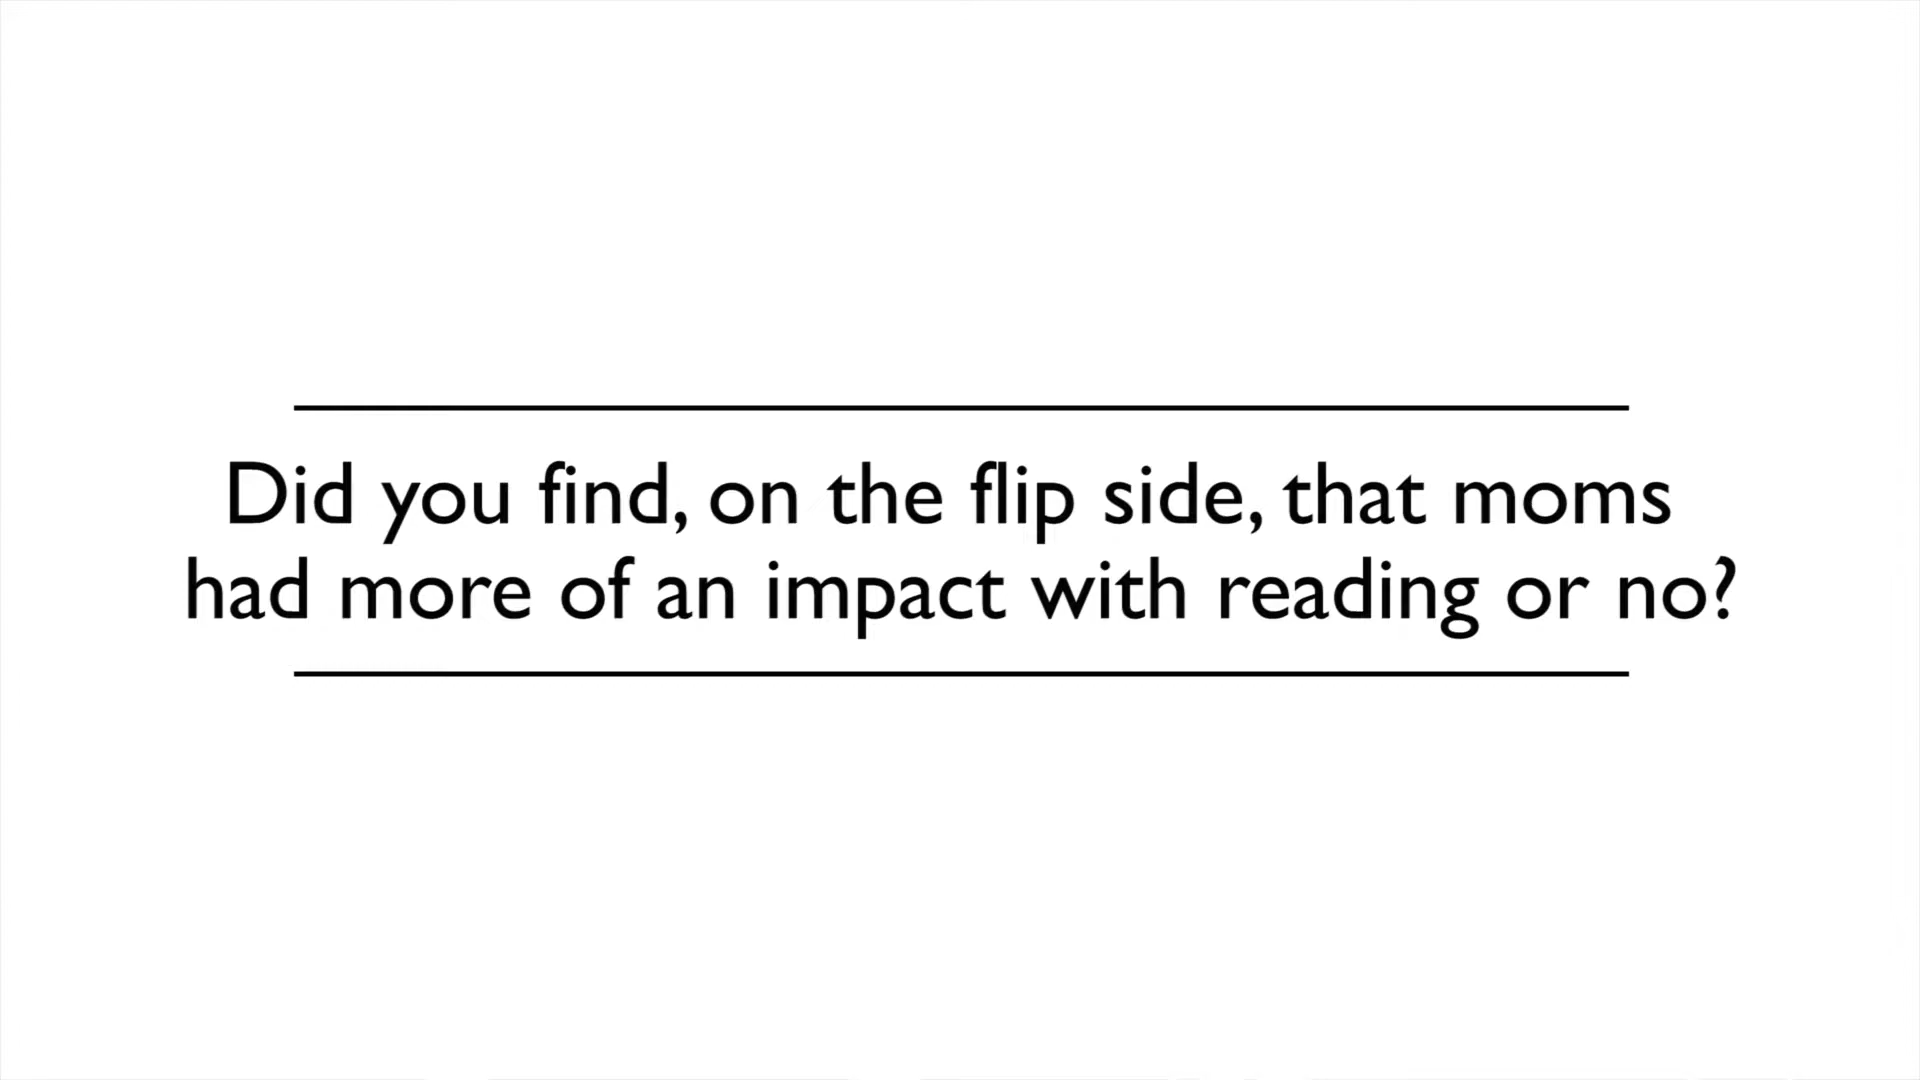 Did you find, on the flip side, that moms
had more of an impact with reading or no?